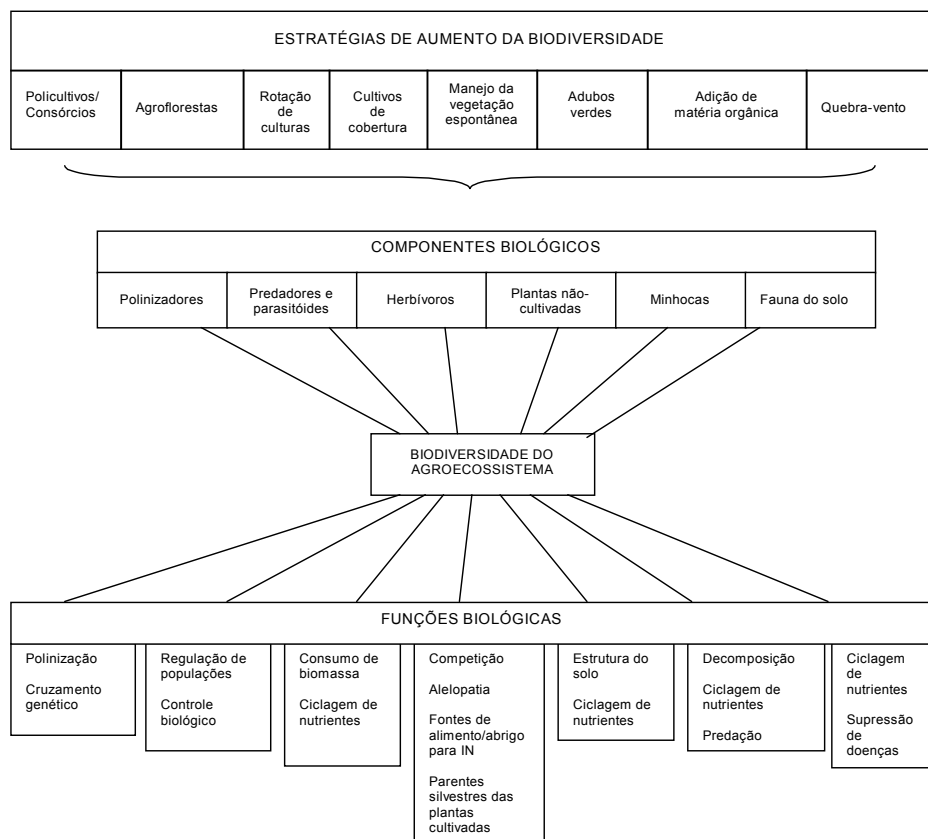 ESTRATÉGIAS DE AUMENTO DA BIODIVERSIDADE
Policultivos/
Consórcios
Agroflorestas
Rotação
de
culturas
Cultivos
de
cobertura
Manejo da
vegetação
espontânea
Adubos
verdes
Adição de
matéria orgânica
Quebra-vento
COMPONENTES BIOLÓGICOS
Polinizadores
Predadores e
parasitóides
Herbívoros
Plantas não-
cultivadas
Minhocas
Fauna do solo
BIODIVERSIDADE DO
AGROECOSSISTEMA
FUNÇÕES BIOLÓGICAS
Polinização
Cruzamento
genético
Regulação de
populações
Controle
biológico
Consumo de
biomassa
Ciclagem de
nutrientes
Competição
Alelopatia
Fontes de
alimento/abrigo
para IN
Parentes
silvestres das
plantas
cultivadas
Estrutura do
solo
Ciclagem de
nutrientes
Decomposição
Ciclagem de
nutrientes
Predação
Ciclagem
de
nutrientes
Supressão
de
doenças